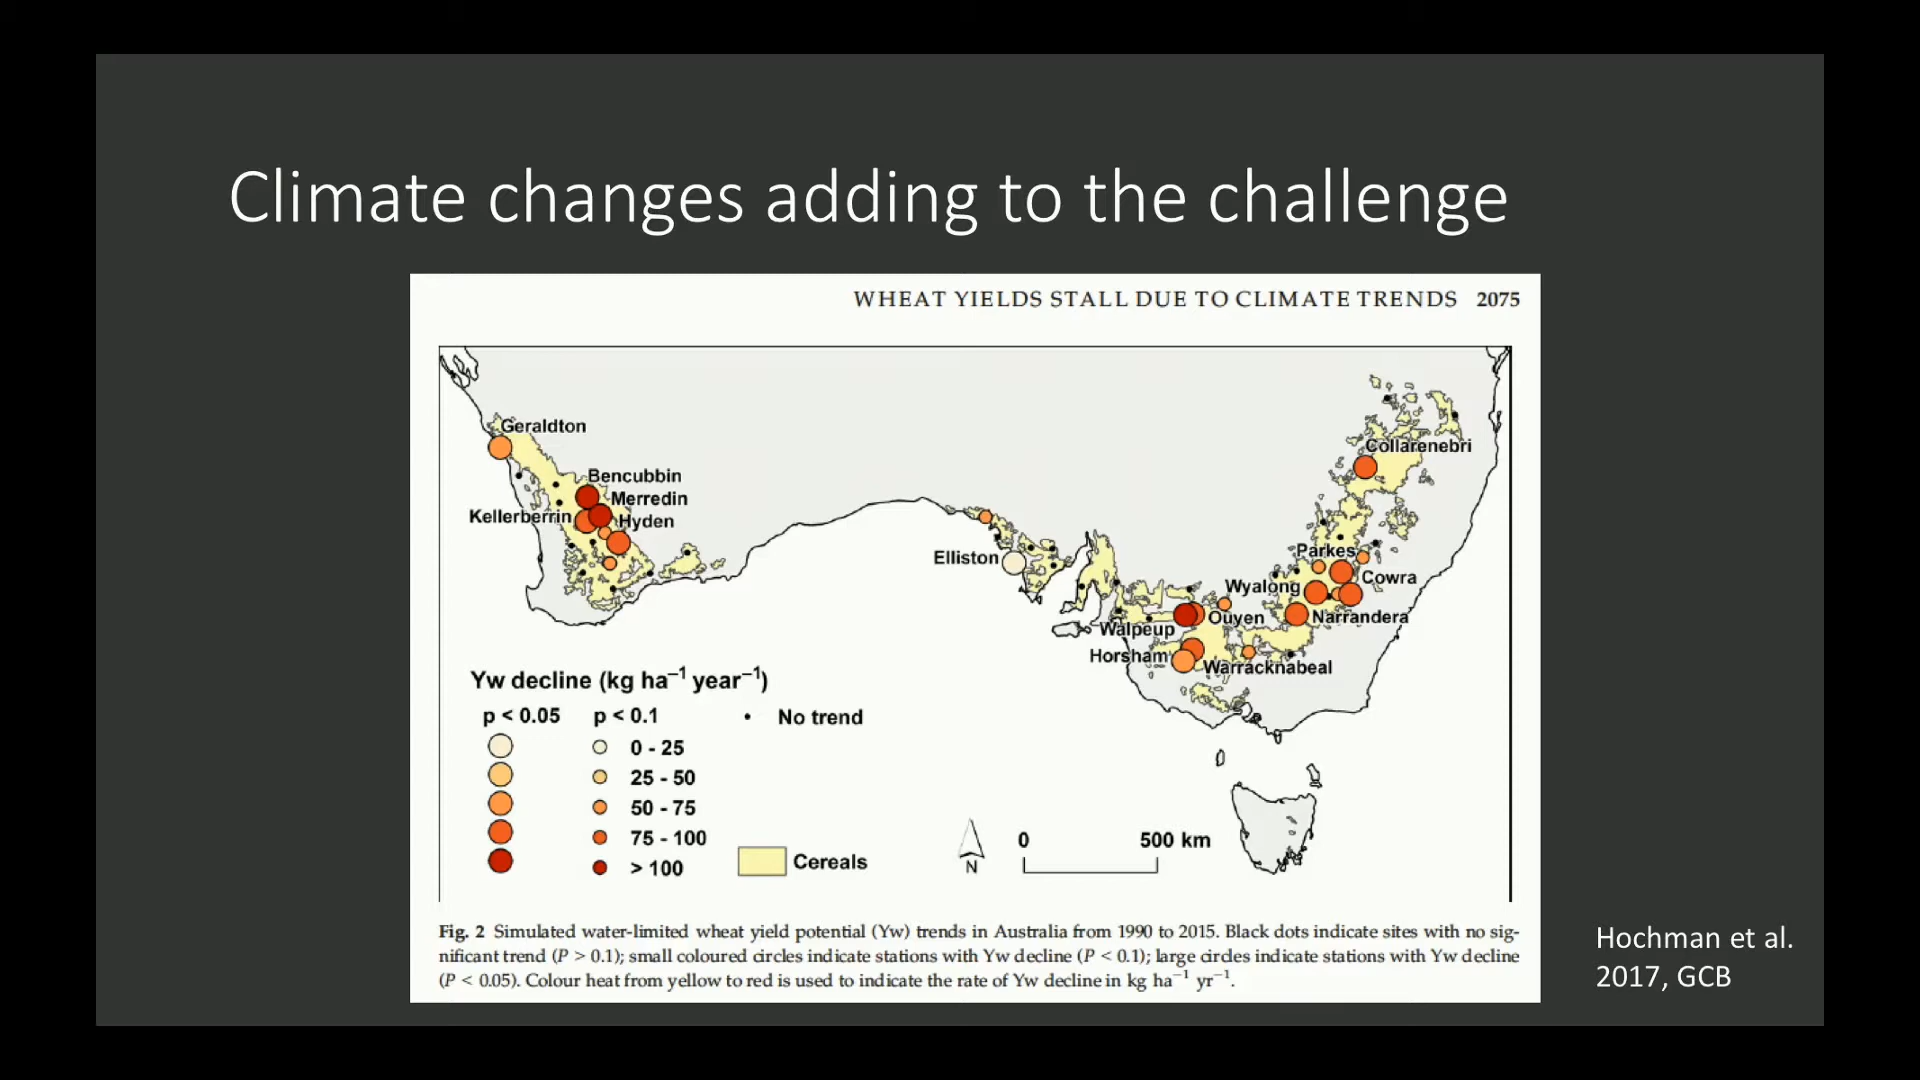 Climate changes adding to the challenge
WHEAT YIELDS STALL DUE TO CLIMATE TRENDS 2075
Geraldton
Bencubbin
Merredin
Kellerberrin
Hyden
Collarenebri
Elliston
Parkes
Wyalong
Cowra
Walpeup
Ouyen
Narrandera
Horsham
Warracknabeal
Yw decline (kg ha⁻¹ year⁻¹)
p < 0.05 p < 0.1 No trend
0 - 25
25 - 50
50 - 75
75 - 100
> 100
Cereals
N
0 500 km
Fig. 2 Simulated water-limited wheat yield potential (Yw) trends in Australia from 1990 to 2015. Black dots indicate sites with no sig-
nificant trend (P > 0.1); small coloured circles indicate stations with Yw decline (P < 0.1); large circles indicate stations with Yw decline
(P < 0.05). Colour heat from yellow to red is used to indicate the rate of Yw decline in kg ha⁻¹ yr⁻¹.
Hochman et al.
2017, GCB